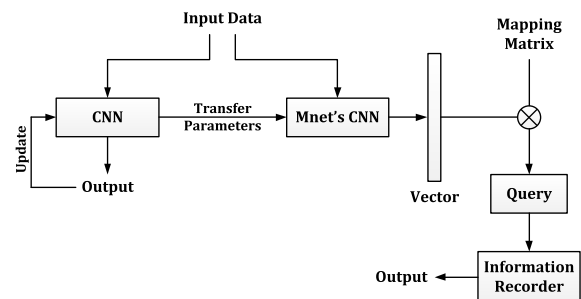 Input Data
Mapping
Matrix
CNN
Transfer
Parameters
Mnet's CNN
Update
Output
Vector
Query
Output
Information
Recorder